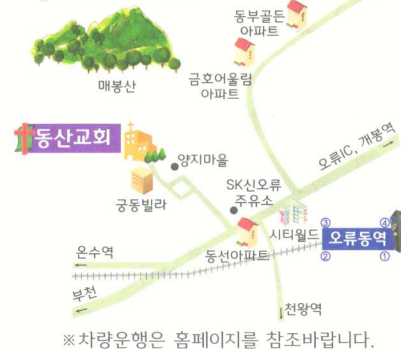 동부골든
아파트
매봉산
금호어울림
아파트
동산교회
양지마을
오류IC, 개봉역
SK신오류
주유소
궁동빌라
시티월드
③
④
오류동역
②
①
동선아파트
온수역
부천
천왕역
※차량운행은 홈페이지를 참조바랍니다.